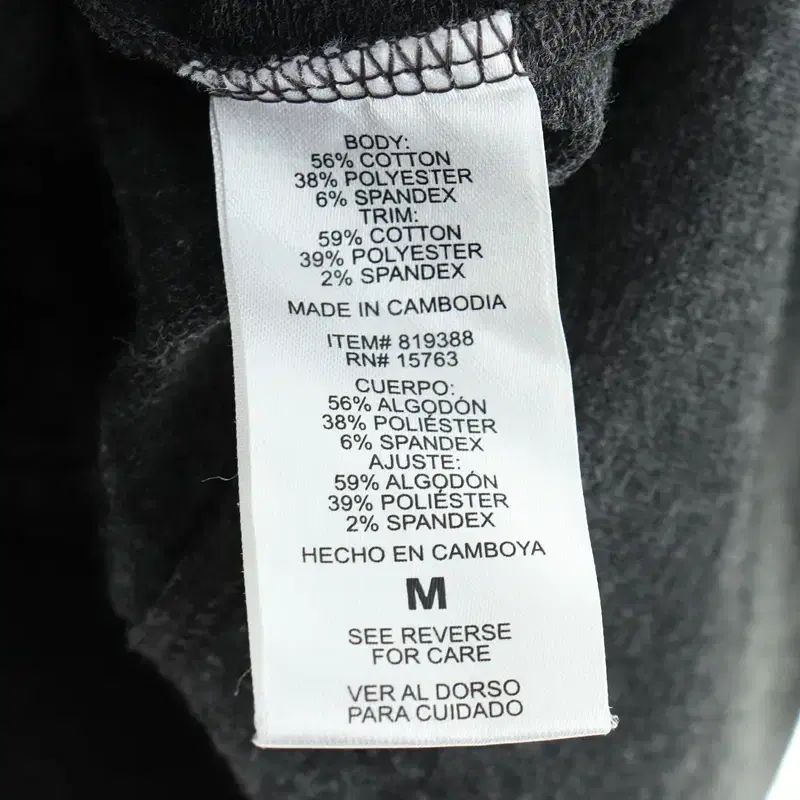 BODY:
56% COTTON
38% POLYESTER
6% SPANDEX
TRIM:
59% COTTON
39% POLYESTER
2% SPANDEX
MADE IN CAMBODIA
ITEM# 819388
RN# 15763
CUERPO:
56% ALGODÓN
38% POLIÉSTER
6% SPANDEX
AJUSTE:
59% ALGODÓN
39% POLIÉSTER
2% SPANDEX
HECHO EN CAMBOYA
M
SEE REVERSE
FOR CARE
VER AL DORSO
PARA CUIDADO